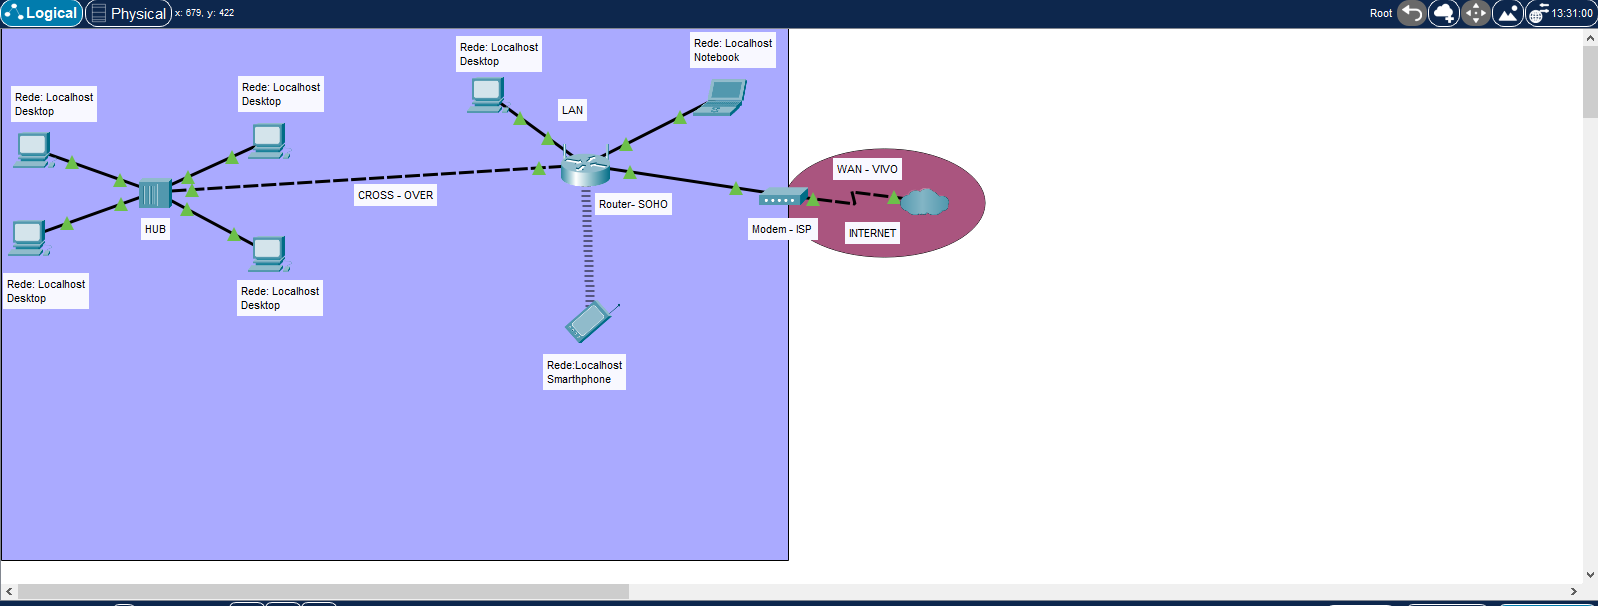 Logical
Physical
x: 679, y: 422
Root
13:31:00
Rede: Localhost
Desktop
Rede: Localhost
Desktop
Rede: Localhost
Desktop
Rede: Localhost
Notebook
LAN
WAN - VIVO
CROSS - OVER
Router- SOHO
HUB
Modem - ISP
INTERNET
Rede: Localhost
Desktop
Rede: Localhost
Desktop
Rede:Localhost
Smarthphone